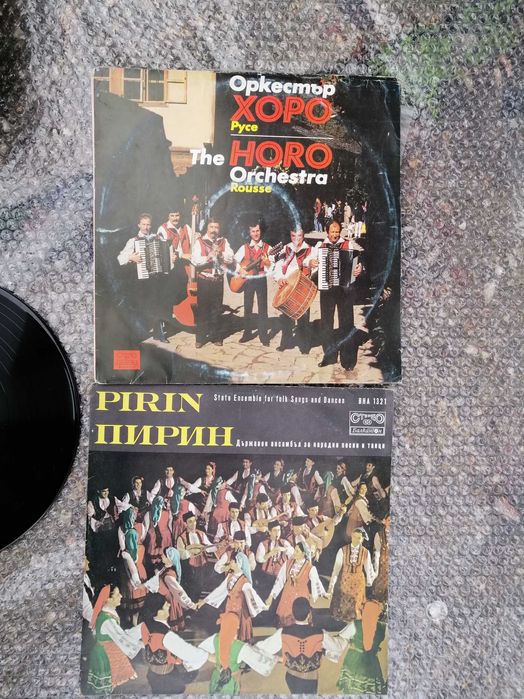 Оркестър
ХОРО
Русе
The HORO
Orchestra
Rousse
PIRIN State Ensemble for folk Songs and Dances ВНА 1321
ПИРИН Държавен ансамбъл за народни песни и танци
Балкантон